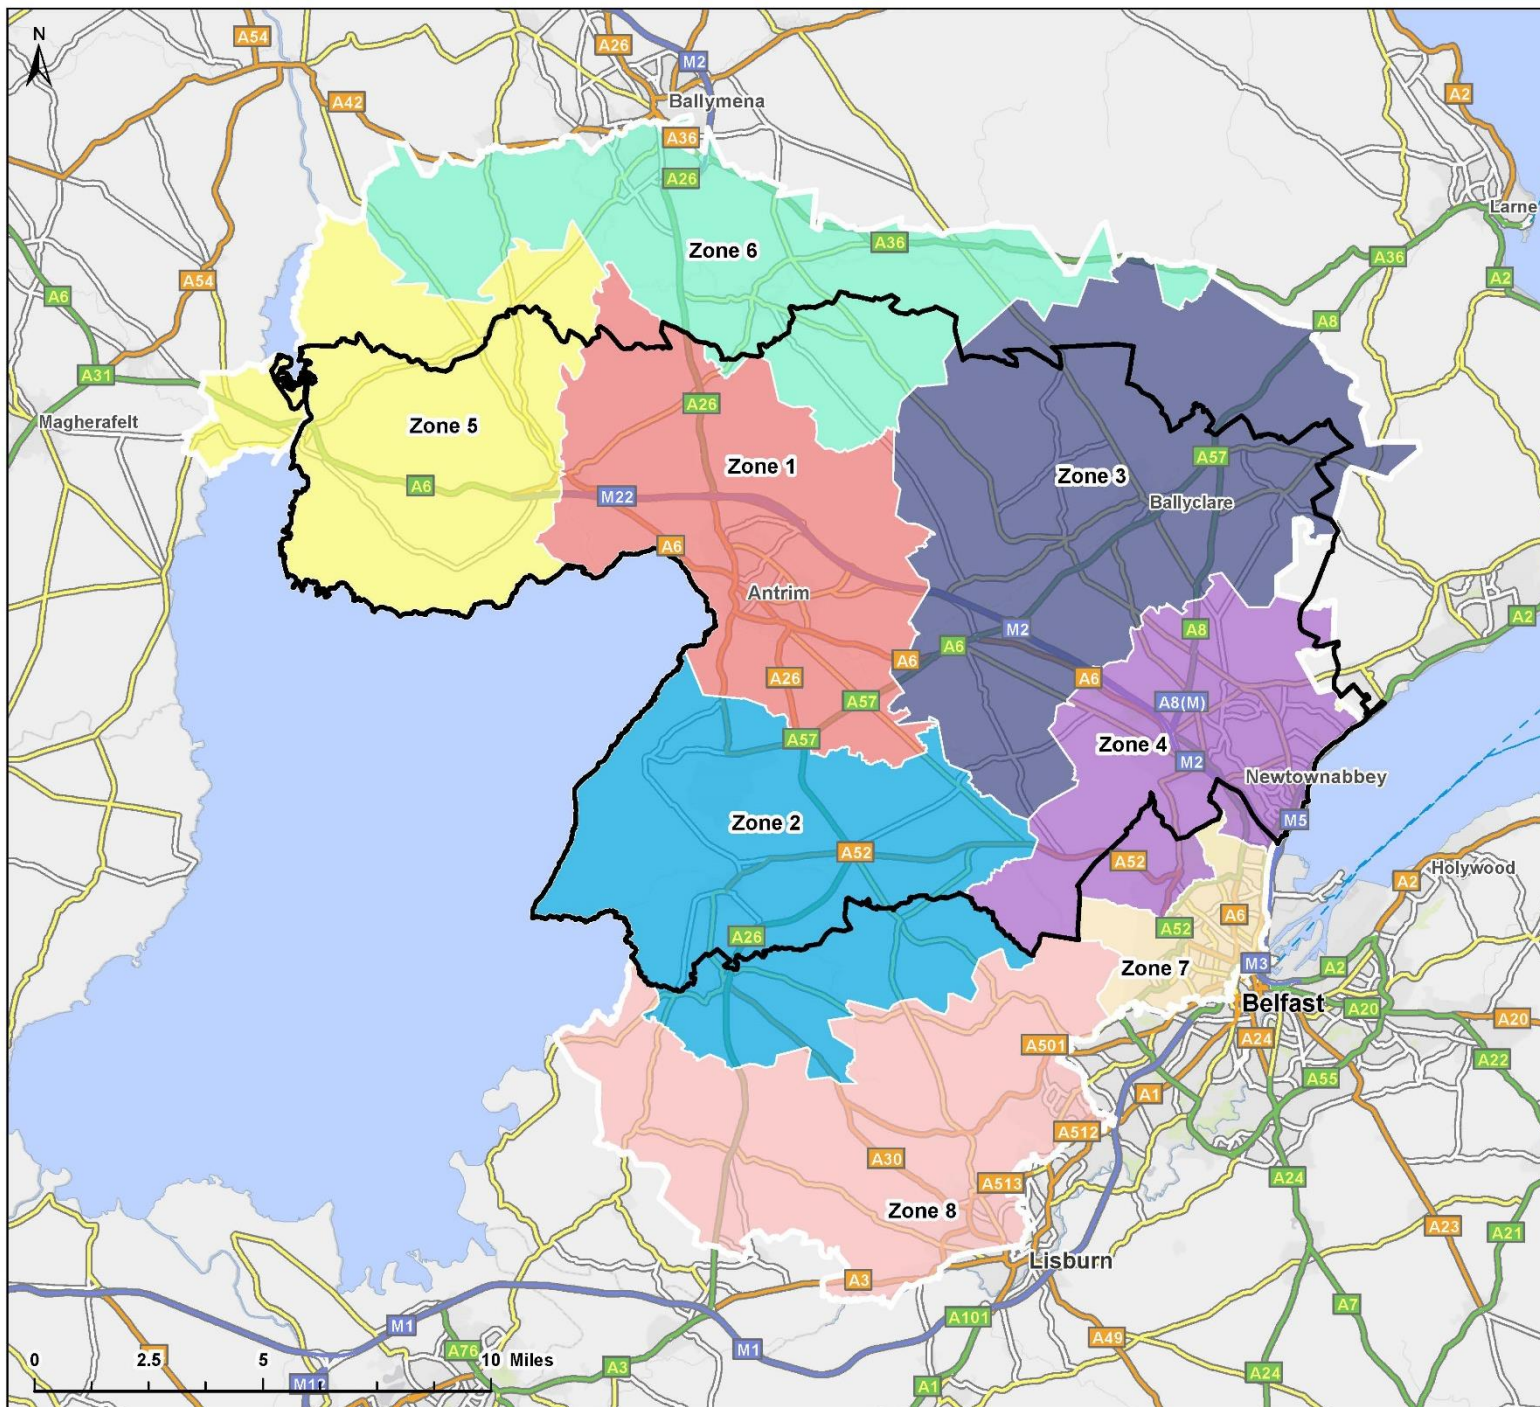 N
A54
A26
M2
A2
A42
Ballymena
A36
A26
Larne
Zone 6
A36
A36
A54
A2
A6
A8
A31
A26
Magherafelt
Zone 5
Zone 1
A57
Zone 3
A6
M22
Ballyclare
A6
Antrim
A2
M2
A8
A6
A6
A26
A6
A57
A8(M)
A57
Zone 4
M2
Newtownabbey
Zone 2
M5
A52
A52
Holywood
A2
A6
A52
A26
Zone 7
M3
A2
Belfast
A20
A20
A24
A501
A22
A55
A1
A512
A30
A24
A513
Zone 8
A23
A21
Lisburn
A3
A7
A101
M1
A49
M1
A76
0
2.5
5
10 Miles
A3
A24
A1